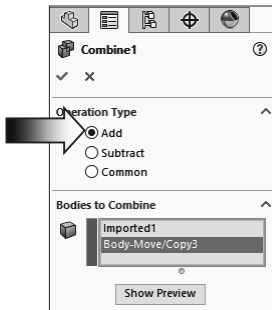 Combine1
Operation Type
Add
Subtract
Common
Bodies to Combine
Imported1
Body-Move/Copy3
Show Preview